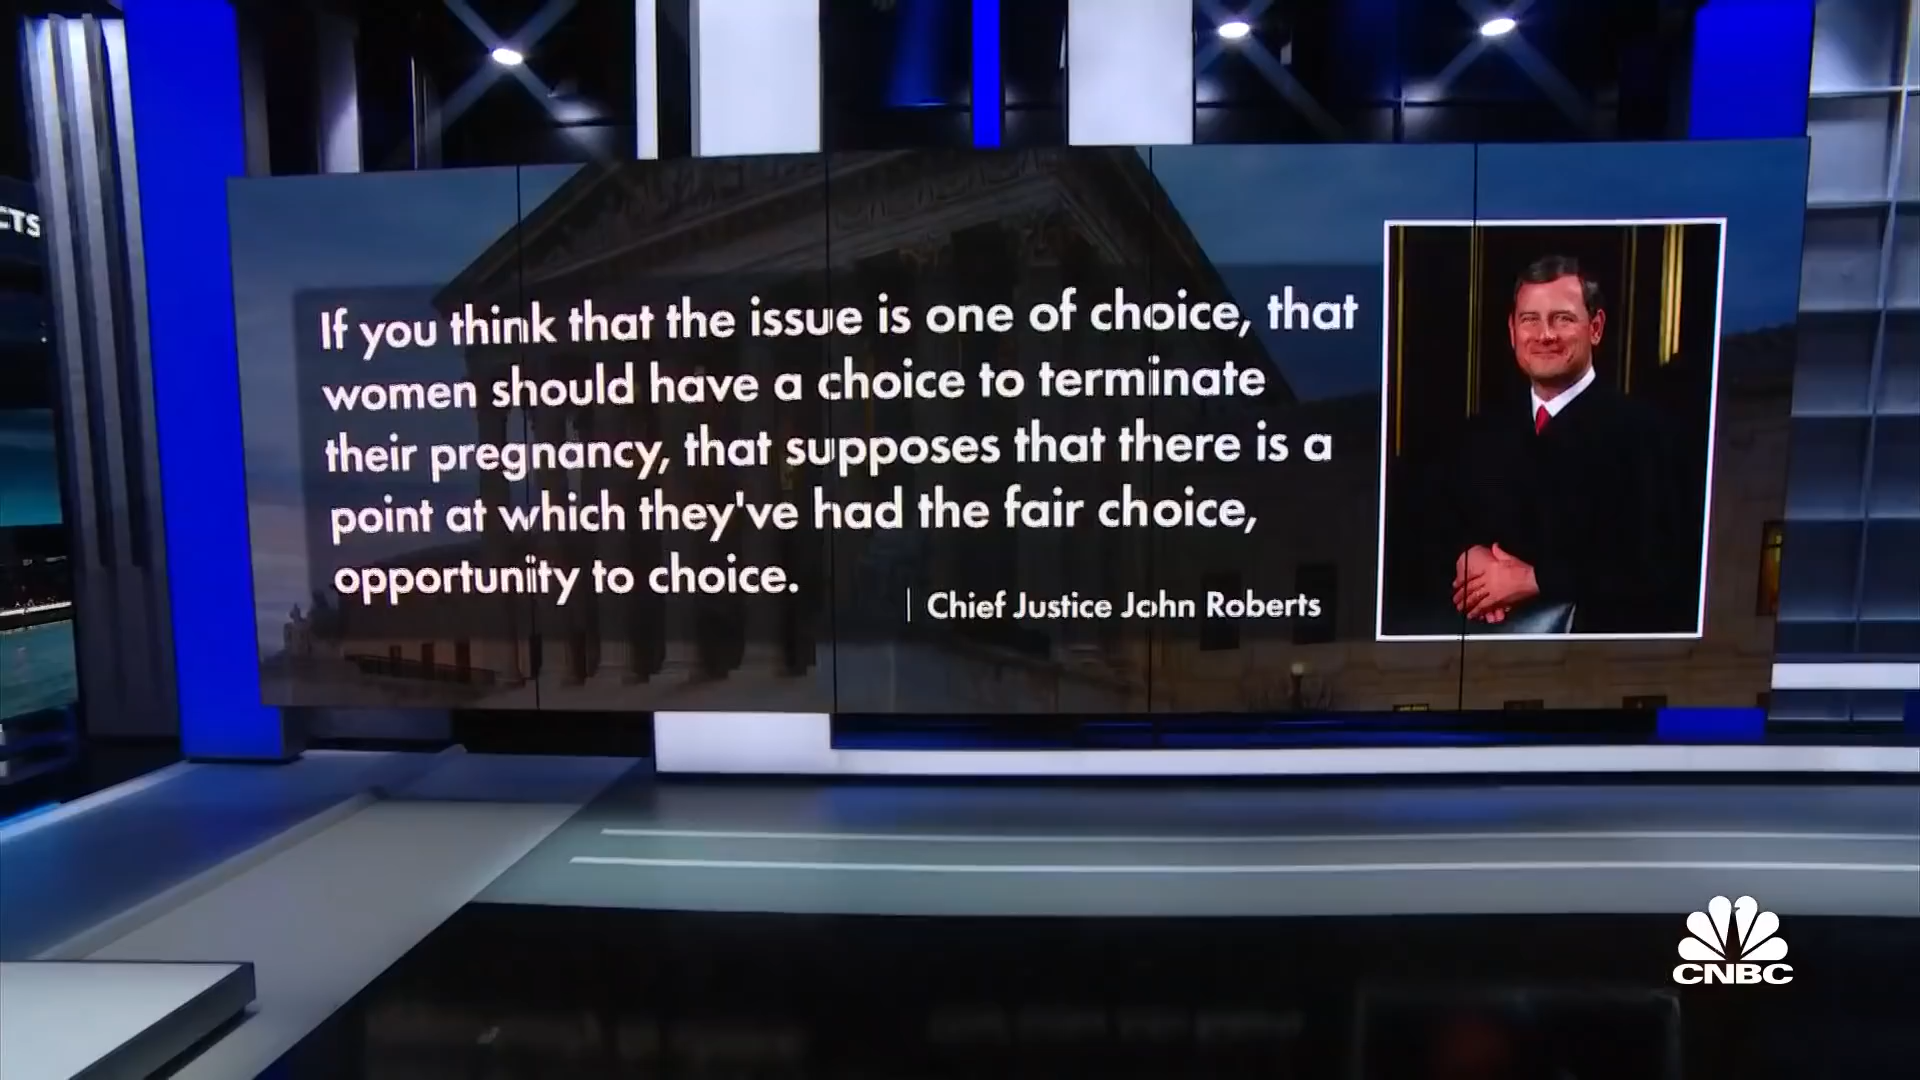 CTS
If you think that the issue is one of choice, that
women should have a choice to terminate
their pregnancy, that supposes that there is a
point at which they've had the fair choice,
opportunity to choice.
| Chief Justice John Roberts
CNBC